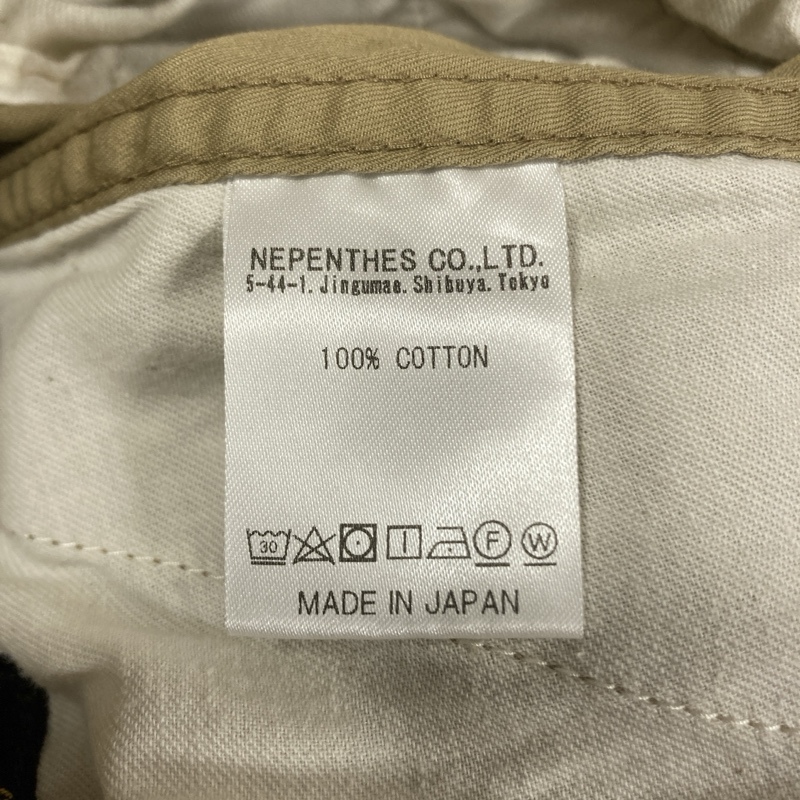 NEPENTHES CO.,LTD.
5-44-1. Jingumae. Shibuya. Tokyo
100% COTTON
30 F W
MADE IN JAPAN